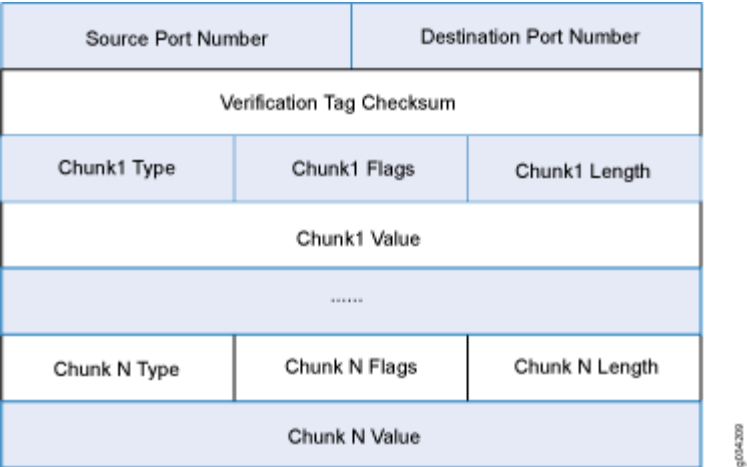 Source Port Number
Destination Port Number
Verification Tag Checksum
Chunk1 Type
Chunk1 Flags
Chunk1 Length
Chunk1 Value
......
Chunk N Type
Chunk N Flags
Chunk N Length
Chunk N Value
g034209